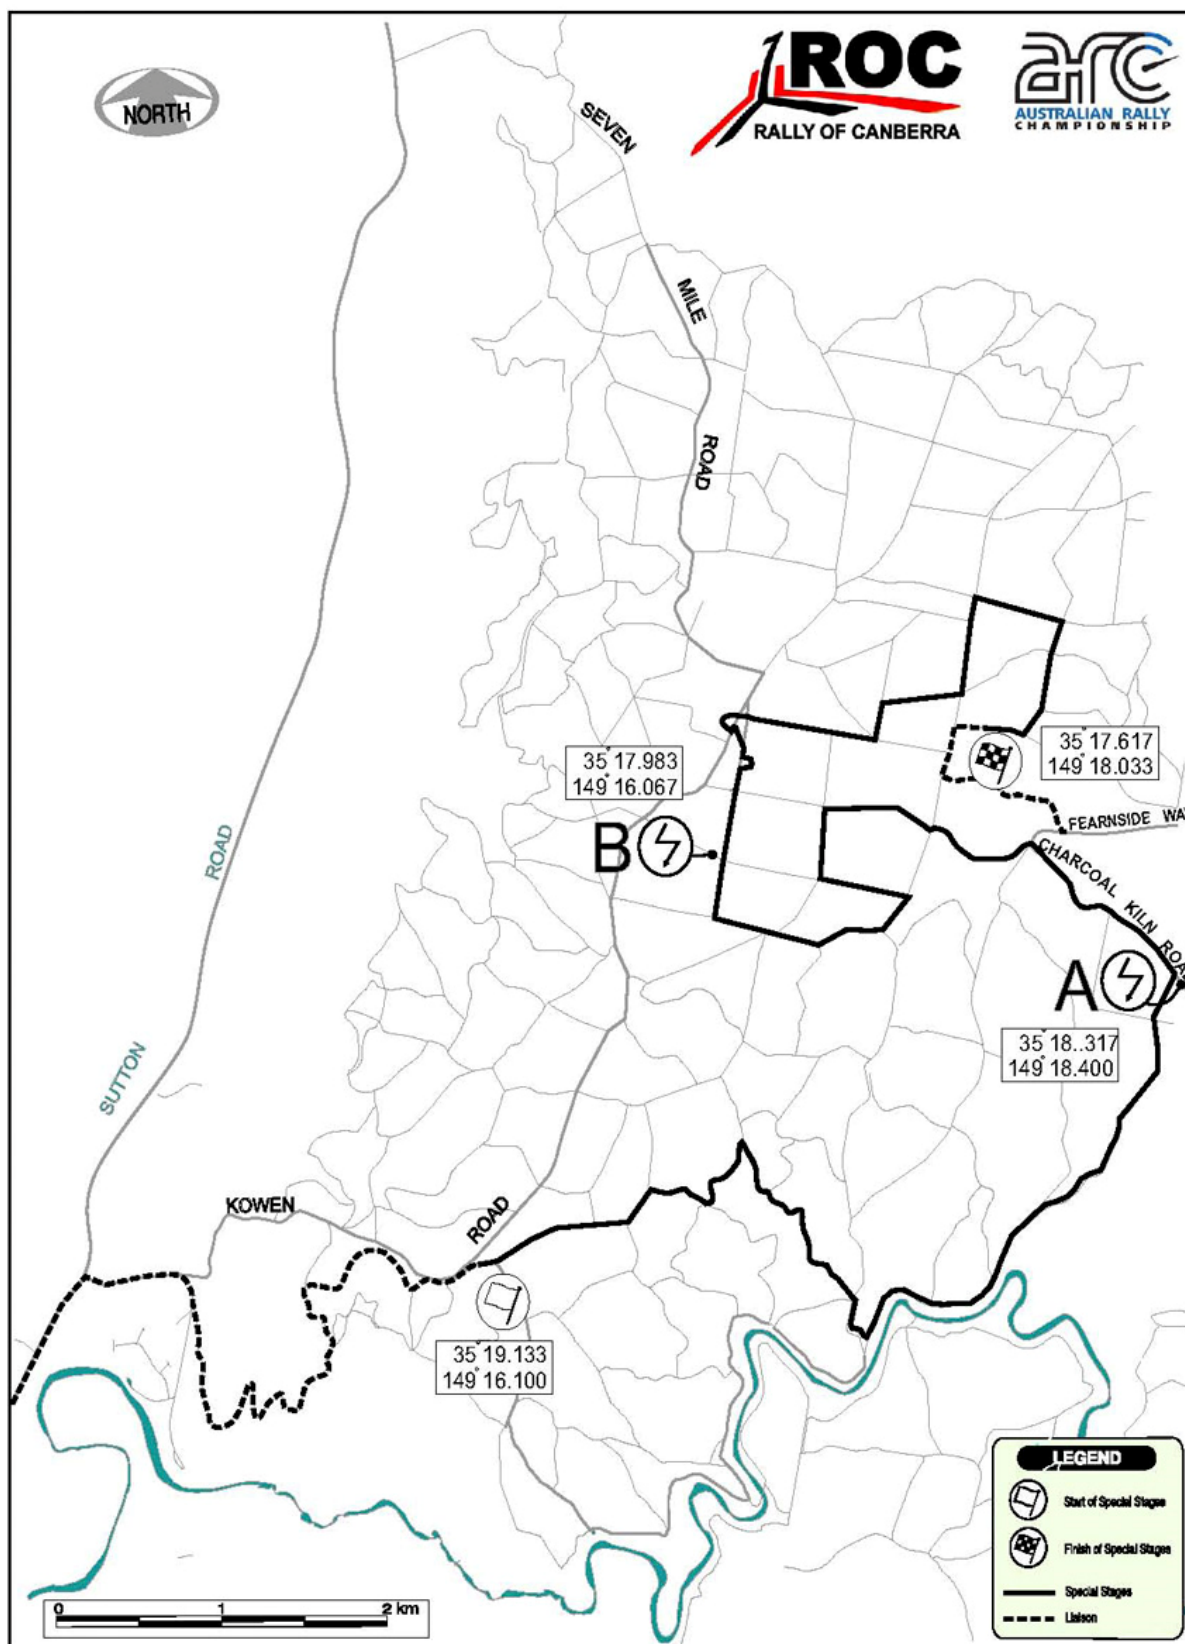 NORTH
ROC
RALLY OF CANBERRA
arc
AUSTRALIAN RALLY
CHAMPIONSHIP
SEVEN
MILE
ROAD
35° 17.983
149° 16.067
35° 17.617
149° 18.033
B
FEARNSIDE WA
CHARCOAL KILN ROAD
ROAD
SUTTON
A
35° 18..317
149° 18.400
KOWEN
ROAD
35° 19.133
149° 16.100
LEGEND
Start of Special Stages
Finish of Special Stages
Special Stages
Liaison
0 1 2 km